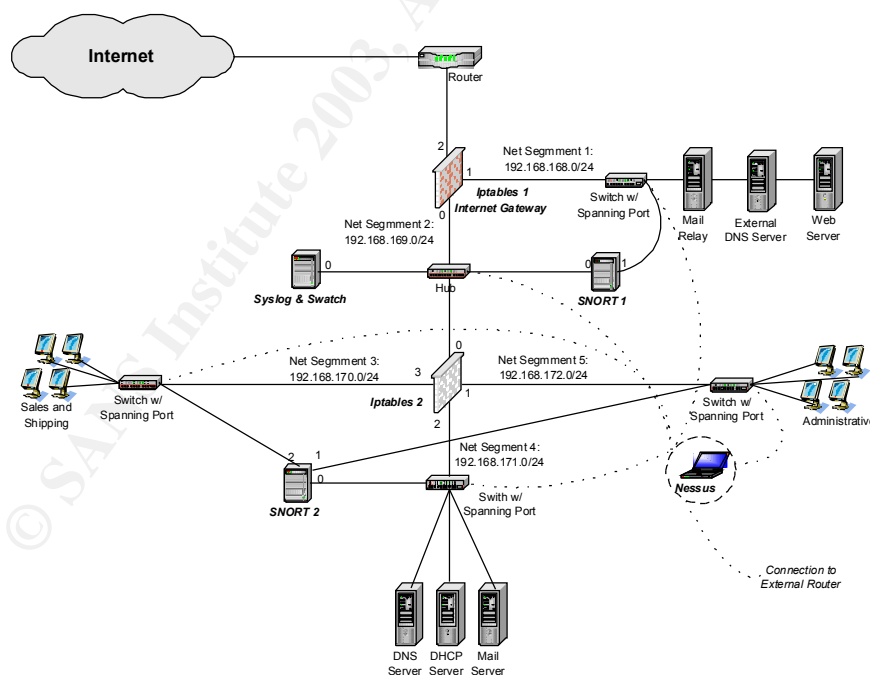 Internet
Router
2
Net Segmment 1:
192.168.168.0/24
1
Iptables 1
Internet Gateway
0
Switch w/
Spanning Port
Mail
Relay
External
DNS Server
Web
Server
Net Segmment 2:
192.168.169.0/24
0
Syslog & Swatch
Hub
0
1
SNORT 1
Sales and
Shipping
Switch w/
Spanning Port
Net Segmment 3:
192.168.170.0/24
0
3
1
2
Iptables 2
Net Segmment 5:
192.168.172.0/24
Switch w/
Spanning Port
Administrative
Net Segment 4:
192.168.171.0/24
2
1
0
SNORT 2
Swith w/
Spanning Port
Nessus
Connection to
External Router
DNS
Server
DHCP
Server
Mail
Server
© SANS Institute 2003, A